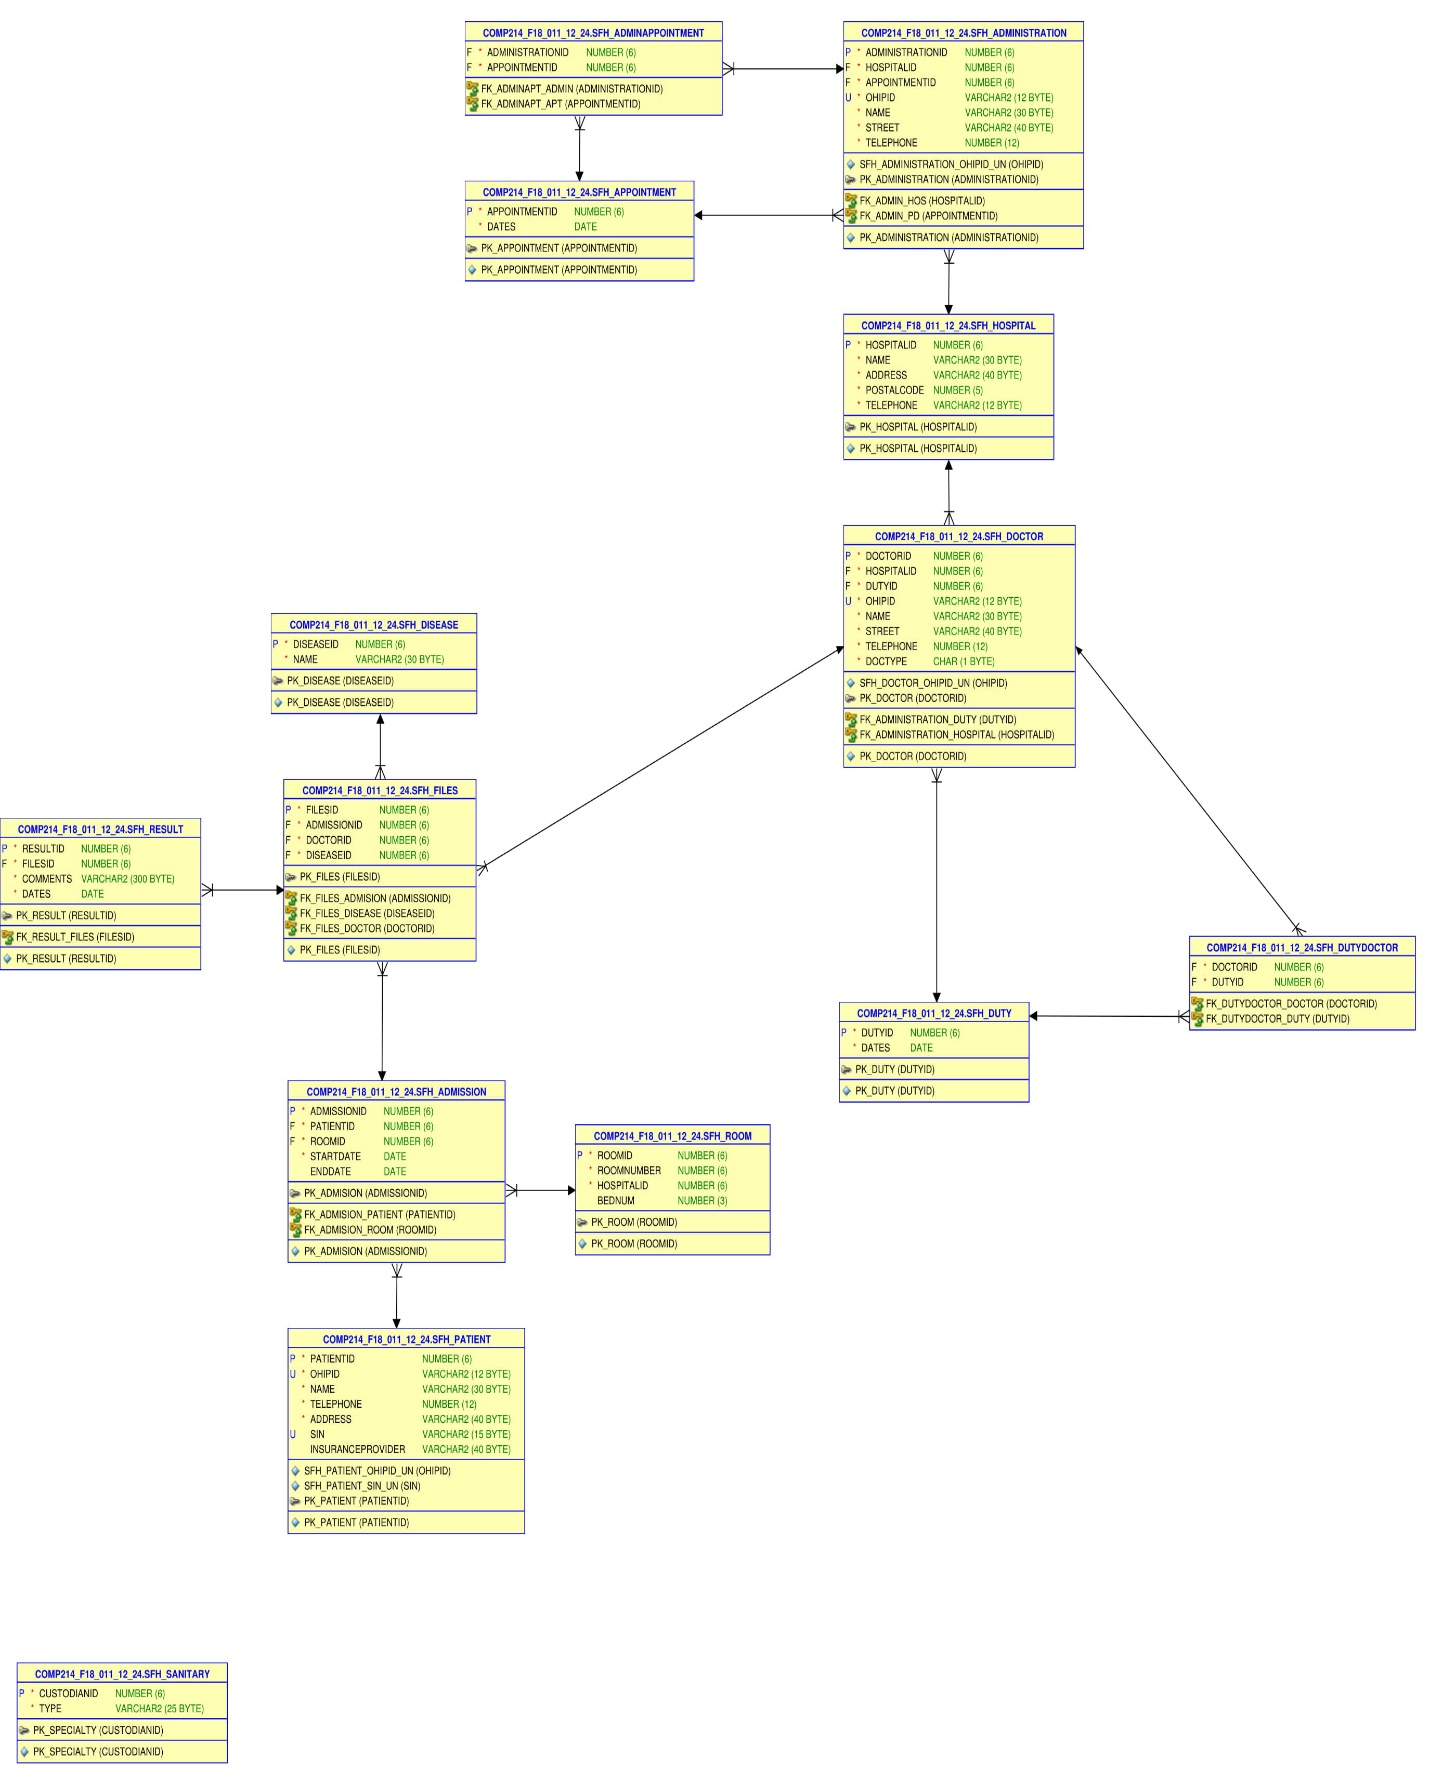 COMP214_F18_011_12_24.SFH_ADMINAPPOINTMENT
F * ADMINISTRATIONID NUMBER (6)
F * APPOINTMENTID NUMBER (6)
FK_ADMINAPT_ADMIN (ADMINISTRATIONID)
FK_ADMINAPT_APT (APPOINTMENTID)
COMP214_F18_011_12_24.SFH_ADMINISTRATION
P * ADMINISTRATIONID NUMBER (6)
F * HOSPITALID NUMBER (6)
F * APPOINTMENTID NUMBER (6)
U * OHIPID VARCHAR2 (12 BYTE)
* NAME VARCHAR2 (30 BYTE)
* STREET VARCHAR2 (40 BYTE)
* TELEPHONE NUMBER (12)
SFH_ADMINISTRATION_OHIPID_UN (OHIPID)
PK_ADMINISTRATION (ADMINISTRATIONID)
FK_ADMIN_HOS (HOSPITALID)
FK_ADMIN_PD (APPOINTMENTID)
PK_ADMINISTRATION (ADMINISTRATIONID)
COMP214_F18_011_12_24.SFH_APPOINTMENT
P * APPOINTMENTID NUMBER (6)
* DATES DATE
PK_APPOINTMENT (APPOINTMENTID)
PK_APPOINTMENT (APPOINTMENTID)
COMP214_F18_011_12_24.SFH_HOSPITAL
P * HOSPITALID NUMBER (6)
* NAME VARCHAR2 (30 BYTE)
* ADDRESS VARCHAR2 (40 BYTE)
* POSTALCODE NUMBER (5)
* TELEPHONE VARCHAR2 (12 BYTE)
PK_HOSPITAL (HOSPITALID)
PK_HOSPITAL (HOSPITALID)
COMP214_F18_011_12_24.SFH_DOCTOR
P * DOCTORID NUMBER (6)
F * HOSPITALID NUMBER (6)
F * DUTYID NUMBER (6)
U * OHIPID VARCHAR2 (12 BYTE)
* NAME VARCHAR2 (30 BYTE)
* STREET VARCHAR2 (40 BYTE)
* TELEPHONE NUMBER (12)
* DOCTYPE CHAR (1 BYTE)
SFH_DOCTOR_OHIPID_UN (OHIPID)
PK_DOCTOR (DOCTORID)
FK_ADMINISTRATION_DUTY (DUTYID)
FK_ADMINISTRATION_HOSPITAL (HOSPITALID)
PK_DOCTOR (DOCTORID)
COMP214_F18_011_12_24.SFH_DISEASE
P * DISEASEID NUMBER (6)
* NAME VARCHAR2 (30 BYTE)
PK_DISEASE (DISEASEID)
PK_DISEASE (DISEASEID)
COMP214_F18_011_12_24.SFH_FILES
P * FILESID NUMBER (6)
F * ADMISSIONID NUMBER (6)
F * DOCTORID NUMBER (6)
F * DISEASEID NUMBER (6)
PK_FILES (FILESID)
FK_FILES_ADMISION (ADMISSIONID)
FK_FILES_DISEASE (DISEASEID)
FK_FILES_DOCTOR (DOCTORID)
PK_FILES (FILESID)
COMP214_F18_011_12_24.SFH_RESULT
P * RESULTID NUMBER (6)
F * FILESID NUMBER (6)
* COMMENTS VARCHAR2 (300 BYTE)
* DATES DATE
PK_RESULT (RESULTID)
FK_RESULT_FILES (FILESID)
PK_RESULT (RESULTID)
COMP214_F18_011_12_24.SFH_DUTYDOCTOR
F * DOCTORID NUMBER (6)
F * DUTYID NUMBER (6)
FK_DUTYDOCTOR_DOCTOR (DOCTORID)
FK_DUTYDOCTOR_DUTY (DUTYID)
COMP214_F18_011_12_24.SFH_DUTY
P * DUTYID NUMBER (6)
* DATES DATE
PK_DUTY (DUTYID)
PK_DUTY (DUTYID)
COMP214_F18_011_12_24.SFH_ADMISSION
P * ADMISSIONID NUMBER (6)
F * PATIENTID NUMBER (6)
F * ROOMID NUMBER (6)
* STARTDATE DATE
ENDDATE DATE
PK_ADMISION (ADMISSIONID)
FK_ADMISION_PATIENT (PATIENTID)
FK_ADMISION_ROOM (ROOMID)
PK_ADMISION (ADMISSIONID)
COMP214_F18_011_12_24.SFH_ROOM
P * ROOMID NUMBER (6)
* ROOMNUMBER NUMBER (6)
* HOSPITALID NUMBER (6)
BEDNUM NUMBER (3)
PK_ROOM (ROOMID)
PK_ROOM (ROOMID)
COMP214_F18_011_12_24.SFH_PATIENT
P * PATIENTID NUMBER (6)
U * OHIPID VARCHAR2 (12 BYTE)
* NAME VARCHAR2 (30 BYTE)
* TELEPHONE NUMBER (12)
* ADDRESS VARCHAR2 (40 BYTE)
U SIN VARCHAR2 (15 BYTE)
INSURANCEPROVIDER VARCHAR2 (40 BYTE)
SFH_PATIENT_OHIPID_UN (OHIPID)
SFH_PATIENT_SIN_UN (SIN)
PK_PATIENT (PATIENTID)
PK_PATIENT (PATIENTID)
COMP214_F18_011_12_24.SFH_SANITARY
P * CUSTODIANID NUMBER (6)
* TYPE VARCHAR2 (25 BYTE)
PK_SPECIALTY (CUSTODIANID)
PK_SPECIALTY (CUSTODIANID)